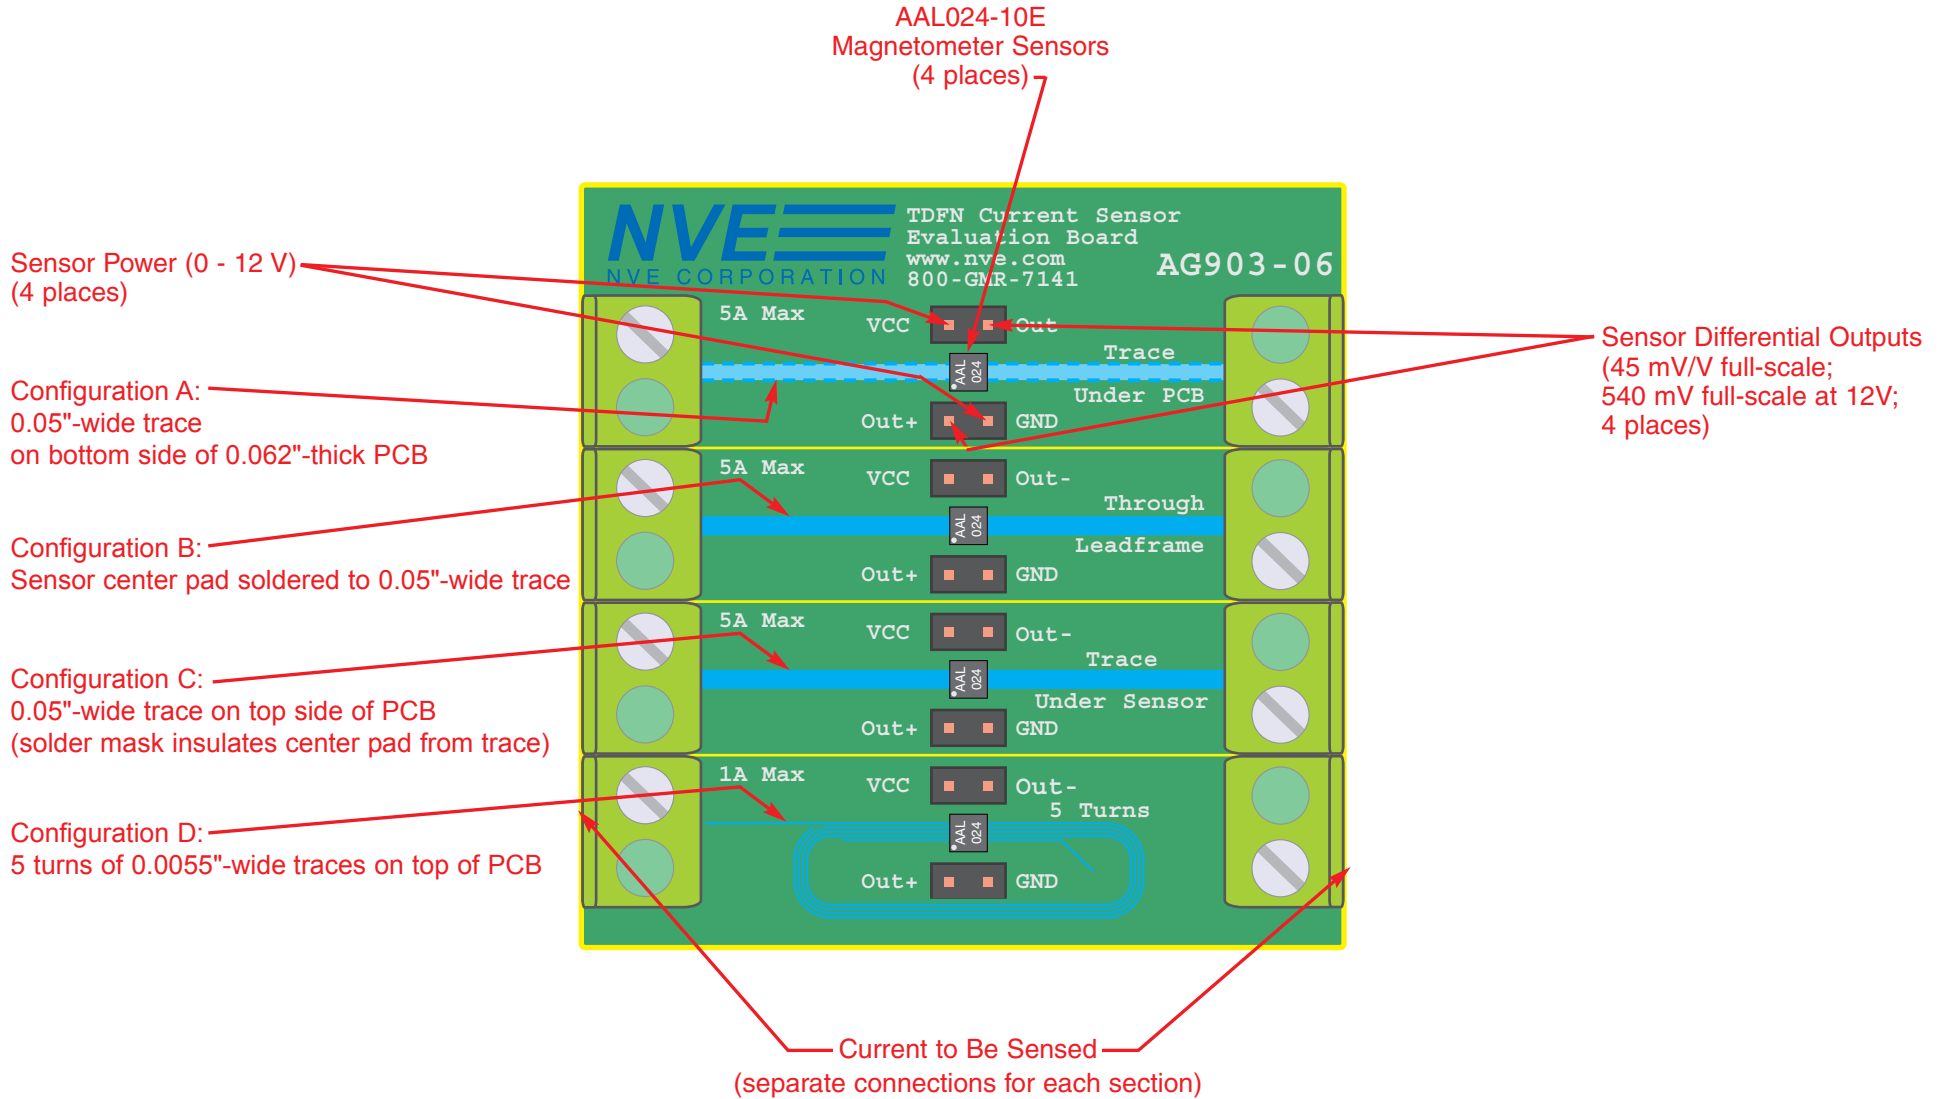 AAL024-10E
Magnetometer Sensors
(4 places)
NVE
NVE CORPORATION
TDFN Current Sensor
Evaluation Board
www.nve.com
800-GMR-7141
AG903-06
Sensor Power (0 - 12 V)
(4 places)
Configuration A:
0.05"-wide trace
on bottom side of 0.062"-thick PCB
Configuration B:
Sensor center pad soldered to 0.05"-wide trace
Configuration C:
0.05"-wide trace on top side of PCB
(solder mask insulates center pad from trace)
Configuration D:
5 turns of 0.0055"-wide traces on top of PCB
5A Max
VCC
Out-
Trace
AAL
024
Under PCB
Out+
GND
5A Max
VCC
Out-
Through
AAL
024
Leadframe
Out+
GND
5A Max
VCC
Out-
Trace
AAL
024
Under Sensor
Out+
GND
1A Max
VCC
Out-
5 Turns
AAL
024
Out+
GND
Sensor Differential Outputs
(45 mV/V full-scale;
540 mV full-scale at 12V;
4 places)
Current to Be Sensed
(separate connections for each section)